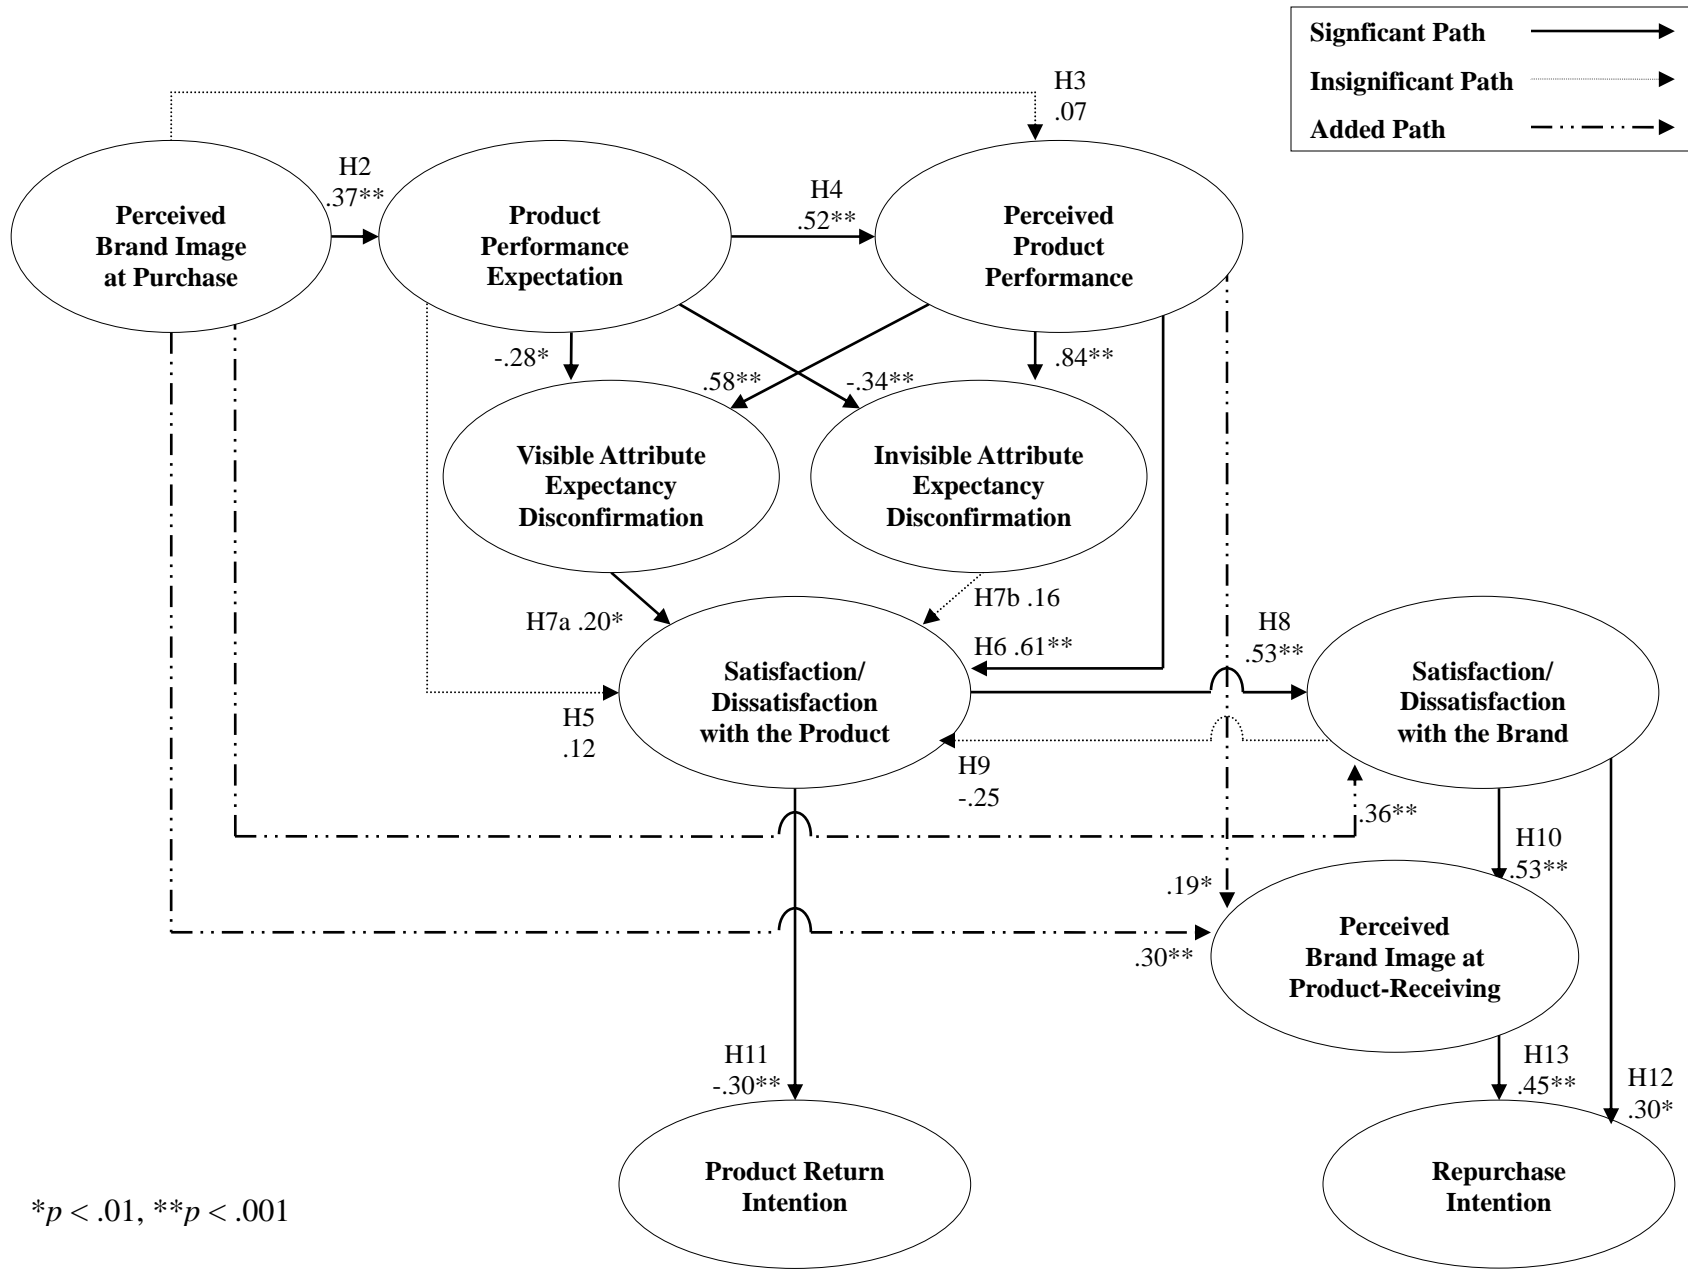 Signficant Path
Insignificant Path
Added Path
H3
.07
H2
.37**
H4
.52**
Perceived
Brand Image
at Purchase
Product
Performance
Expectation
Perceived
Product
Performance
-.28*
.58**
-.34**
.84**
Visible Attribute
Expectancy
Disconfirmation
Invisible Attribute
Expectancy
Disconfirmation
H7a .20*
H7b .16
H6 .61**
H8
.53**
Satisfaction/
Dissatisfaction
with the Product
Satisfaction/
Dissatisfaction
with the Brand
H5
.12
H9
-.25
.36**
H10
.53**
.19*
.30**
Perceived
Brand Image at
Product-Receiving
H11
-.30**
H13
.45**
H12
.30*
Product Return
Intention
Repurchase
Intention
*p < .01, **p < .001